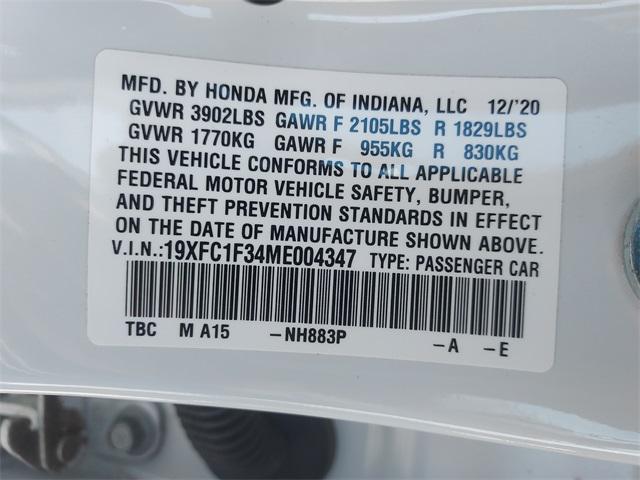 MFD. BY HONDA MFG. OF INDIANA, LLC 12/'20
GVWR 3902LBS GAWR F 2105LBS R 1829LBS
GVWR 1770KG GAWR F 955KG R 830KG
THIS VEHICLE CONFORMS TO ALL APPLICABLE
FEDERAL MOTOR VEHICLE SAFETY, BUMPER,
AND THEFT PREVENTION STANDARDS IN EFFECT
ON THE DATE OF MANUFACTURE SHOWN ABOVE.
V.I.N.:19XFC1F34ME004347 TYPE: PASSENGER CAR
TBC M A15 -NH883P -A -E